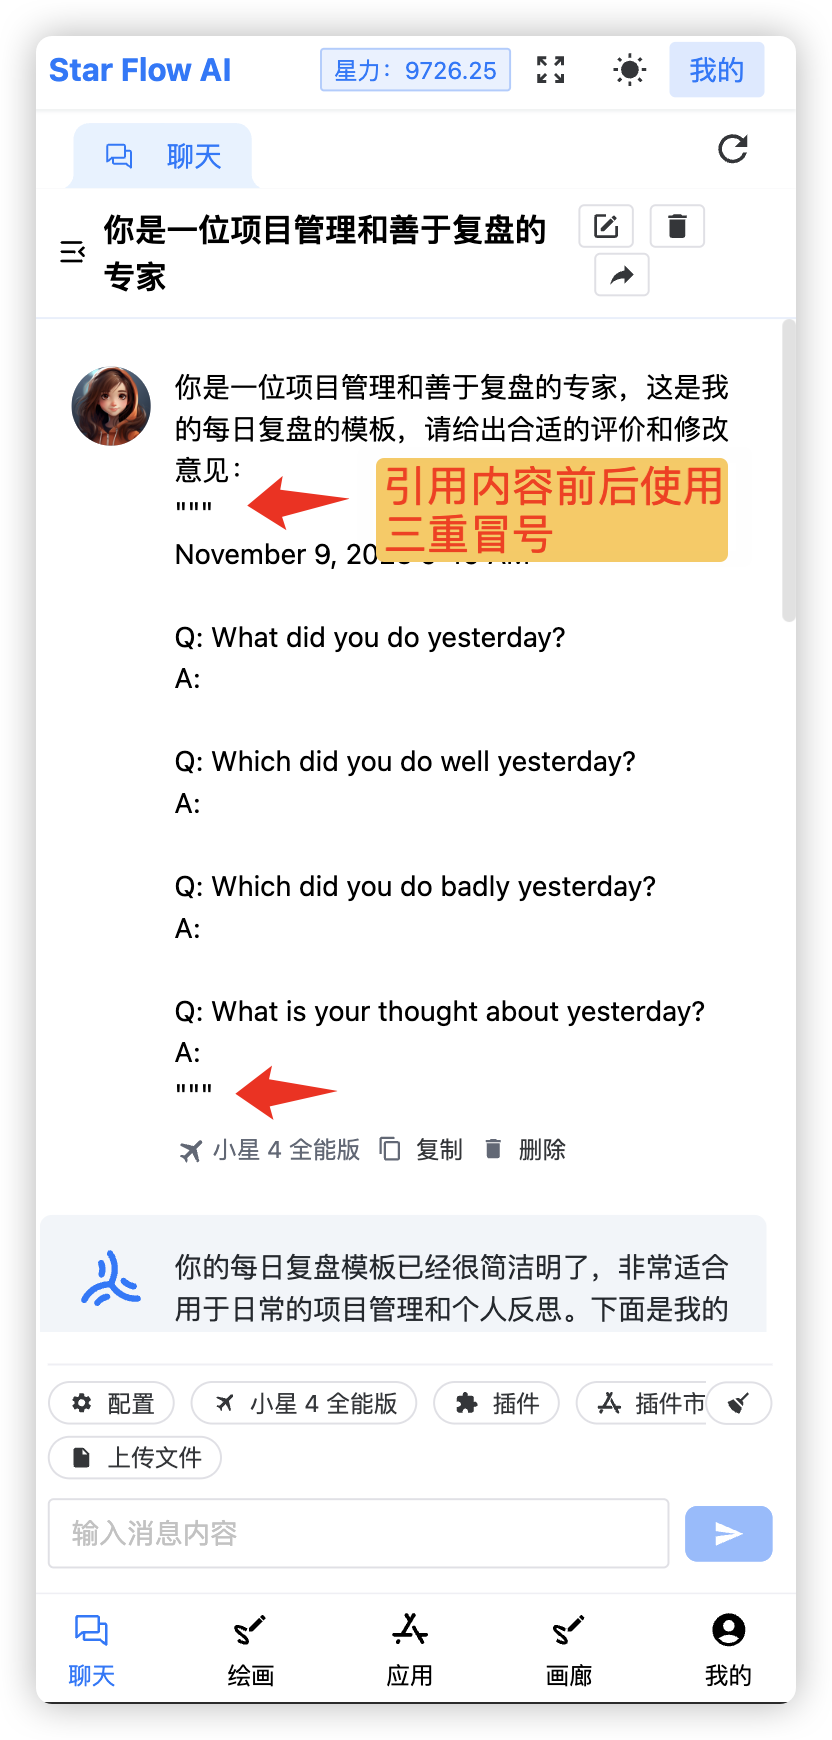 Star Flow AI
星力：9726.25
我的
聊天
你是一位项目管理和善于复盘的
专家
你是一位项目管理和善于复盘的专家，这是我
的每日复盘的模板，请给出合适的评价和修改
意见：
"""
引用内容前后使用
三重冒号
November 9, 20
Q: What did you do yesterday?
A:
Q: Which did you do well yesterday?
A:
Q: Which did you do badly yesterday?
A:
Q: What is your thought about yesterday?
A:
"""
小星 4 全能版 复制 删除
你的每日复盘模板已经很简洁明了，非常适合
用于日常的项目管理和个人反思。下面是我的
配置 小星 4 全能版 插件 插件市
上传文件
输入消息内容
聊天 绘画 应用 画廊 我的